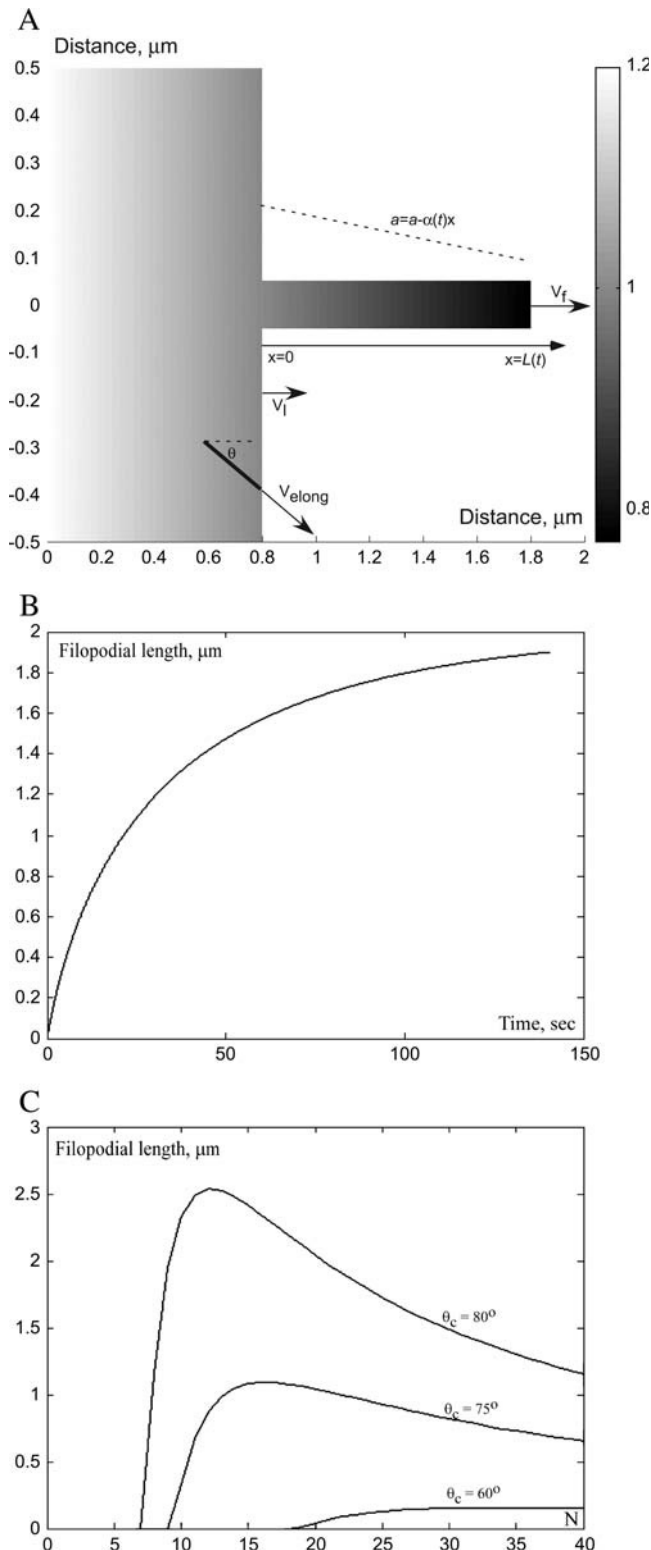 A
Distance, μm
0.5
0.4
0.3
0.2
0.1
0
-0.1
-0.2
-0.3
-0.4
-0.5
a=a-α(t)x
V_f
x=0
x=L(t)
V_l
θ
V_elong
Distance, μm
0 0.2 0.4 0.6 0.8 1 1.2 1.4 1.6 1.8 2
1.2
1
0.8
B
Filopodial length, μm
2
1.8
1.6
1.4
1.2
1
0.8
0.6
0.4
0.2
0
Time, sec
0 50 100 150
C
Filopodial length, μm
3
2.5
2
1.5
1
0.5
0
θ_c = 80°
θ_c = 75°
θ_c = 60°
N
0 5 10 15 20 25 30 35 40